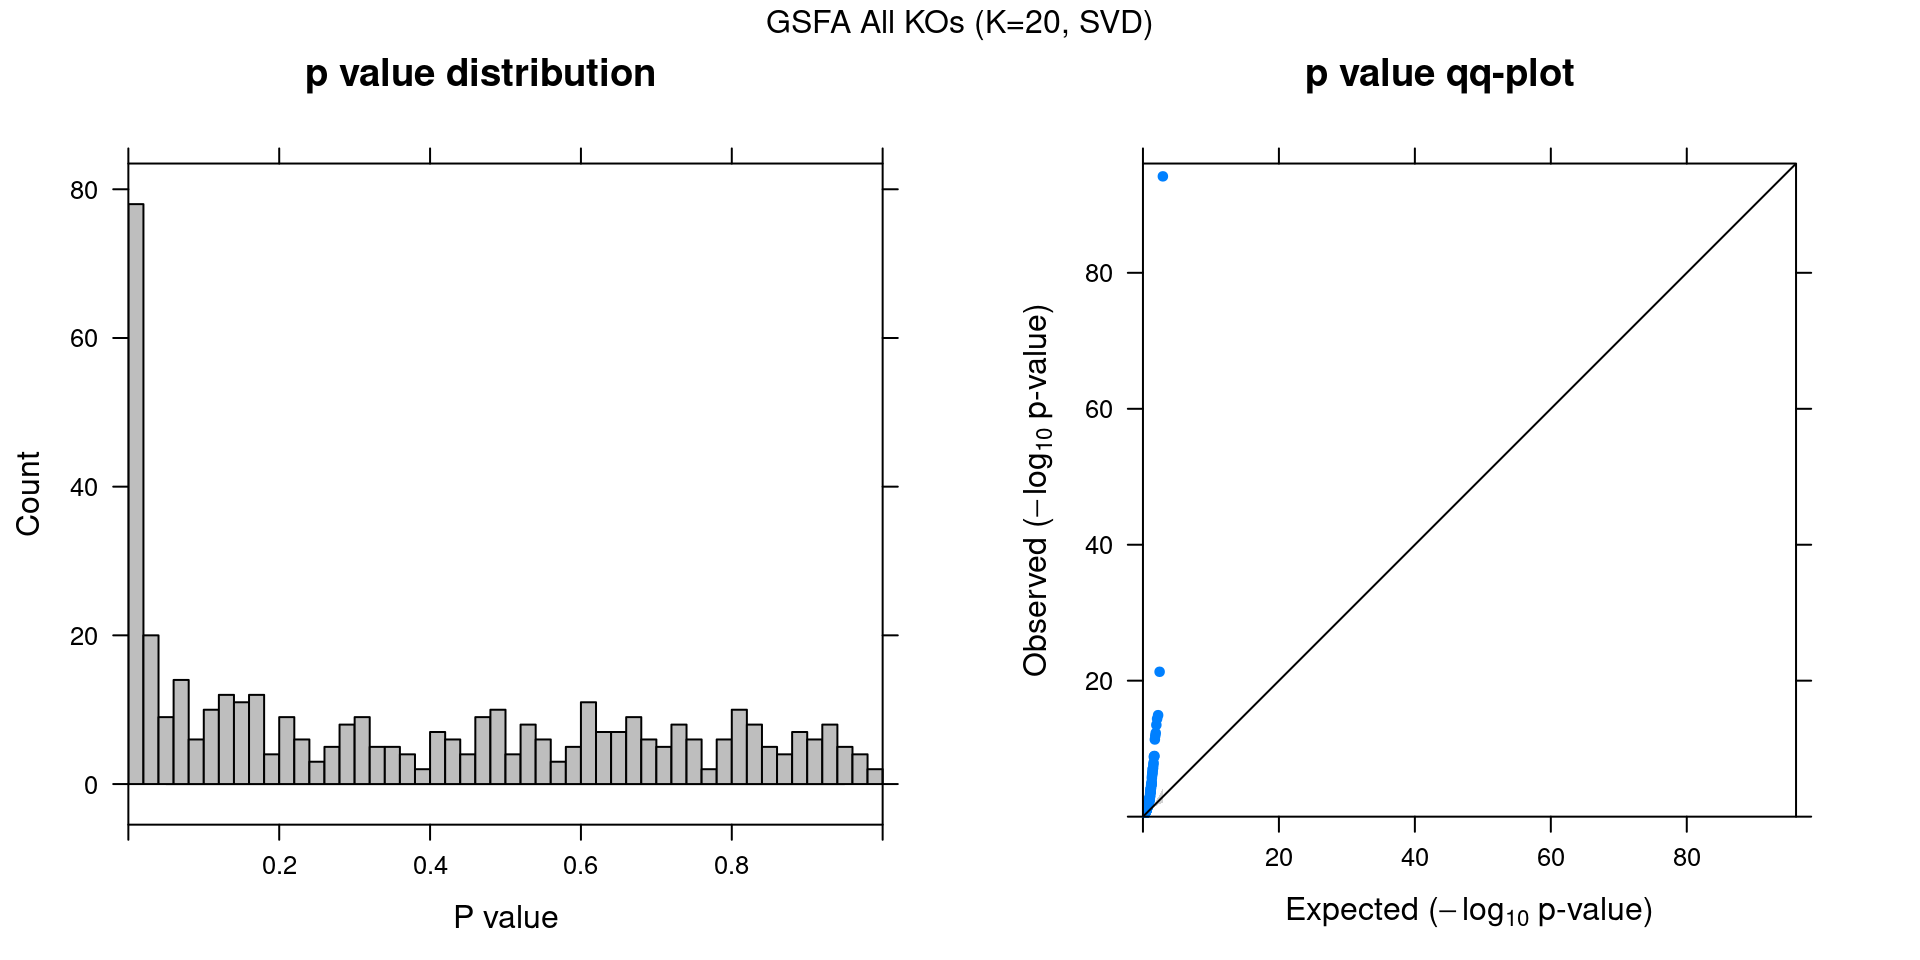 GSFA All KOs (K=20, SVD)
p value distribution
80
60
40
20
0
Count
0.2 0.4 0.6 0.8
P value
p value qq-plot
80
60
40
20
Observed (−log10 p-value)
20 40 60 80
Expected (−log10 p-value)